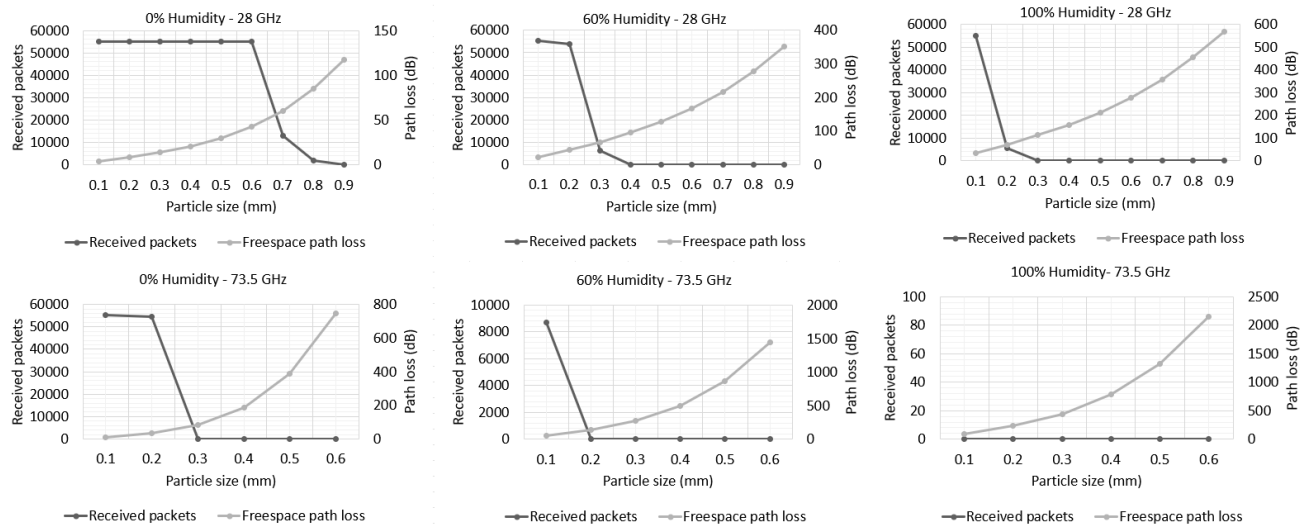 0% Humidity - 28 GHz
60000
50000
40000
30000
20000
10000
0
Received packets
150
100
50
0
Path loss (dB)
0.1 0.2 0.3 0.4 0.5 0.6 0.7 0.8 0.9
Particle size (mm)
Received packets Freespace path loss
60% Humidity - 28 GHz
60000
50000
40000
30000
20000
10000
0
Received packets
400
300
200
100
0
Path loss (dB)
0.1 0.2 0.3 0.4 0.5 0.6 0.7 0.8 0.9
Particle size (mm)
Received packets Freespace path loss
100% Humidity - 28 GHz
60000
50000
40000
30000
20000
10000
0
Received packets
600
500
400
300
200
100
0
Path loss (dB)
0.1 0.2 0.3 0.4 0.5 0.6 0.7 0.8 0.9
Particle size (mm)
Received packets Freespace path loss
0% Humidity - 73.5 GHz
60000
50000
40000
30000
20000
10000
0
Received packets
800
600
400
200
0
Path loss (dB)
0.1 0.2 0.3 0.4 0.5 0.6
Particle size (mm)
Received packets Freespace path loss
60% Humidity - 73.5 GHz
10000
8000
6000
4000
2000
0
Received packets
2000
1500
1000
500
0
Path loss (dB)
0.1 0.2 0.3 0.4 0.5 0.6
Particle size (mm)
Received packets Freespace path loss
100% Humidity- 73.5 GHz
100
80
60
40
20
0
Received packets
2500
2000
1500
1000
500
0
Path loss (dB)
0.1 0.2 0.3 0.4 0.5 0.6
Particle size (mm)
Received packets Freespace path loss